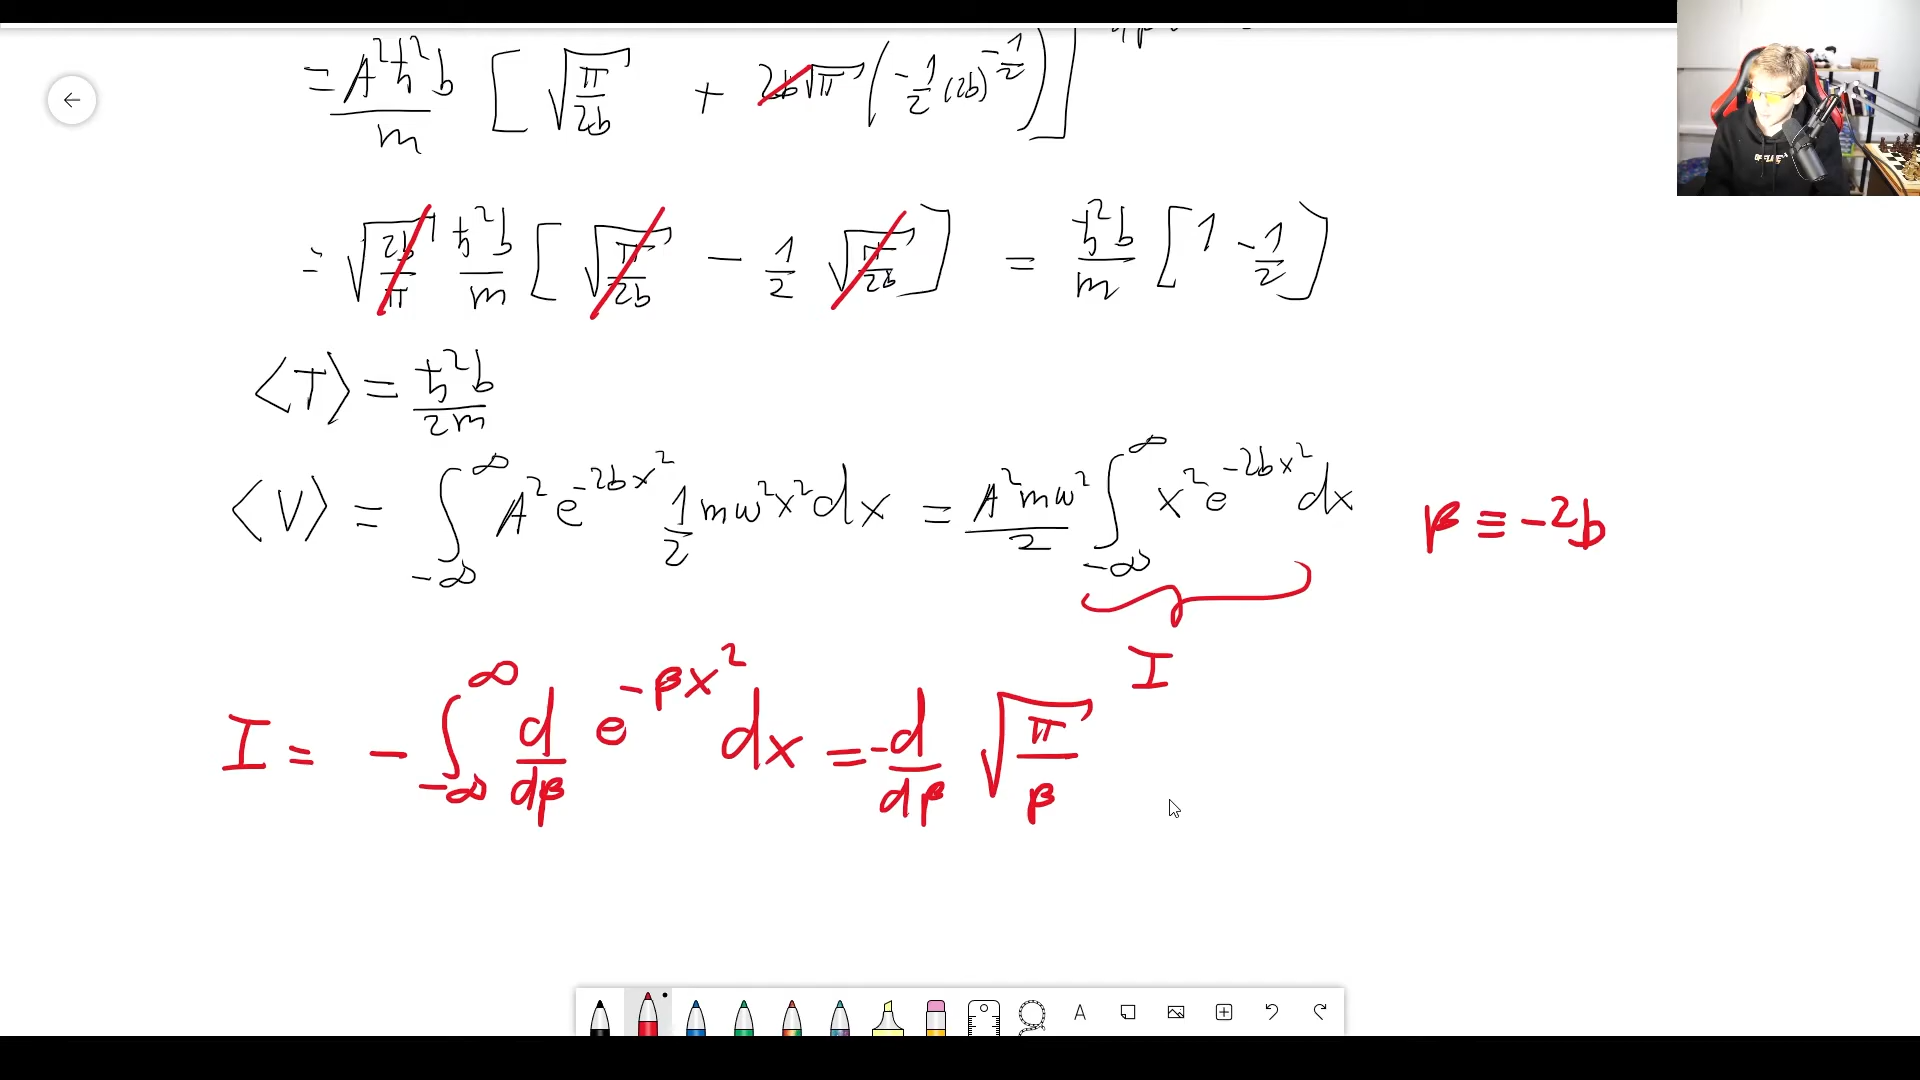 = A²ħ²b/m [ √(π/2b) + 2b√π (-1/2 (2b)^(-1/2)) ]
= √(2b/π) ħ²b/m [ √(π/2b) - 1/2 √(π/2b) ] = ħ²b/m [ 1 - 1/2 ]
⟨T⟩ = ħ²b/2m
⟨V⟩ = ∫_{-∞}^{∞} A² e^{-2bx²} 1/2 mω²x² dx = A²mω²/2 ∫_{-∞}^{∞} x² e^{-2bx²} dx β ≡ -2b
I
I = - ∫_{-∞}^{∞} d/dβ e^{-βx²} dx = - d/dβ √(π/β)
A